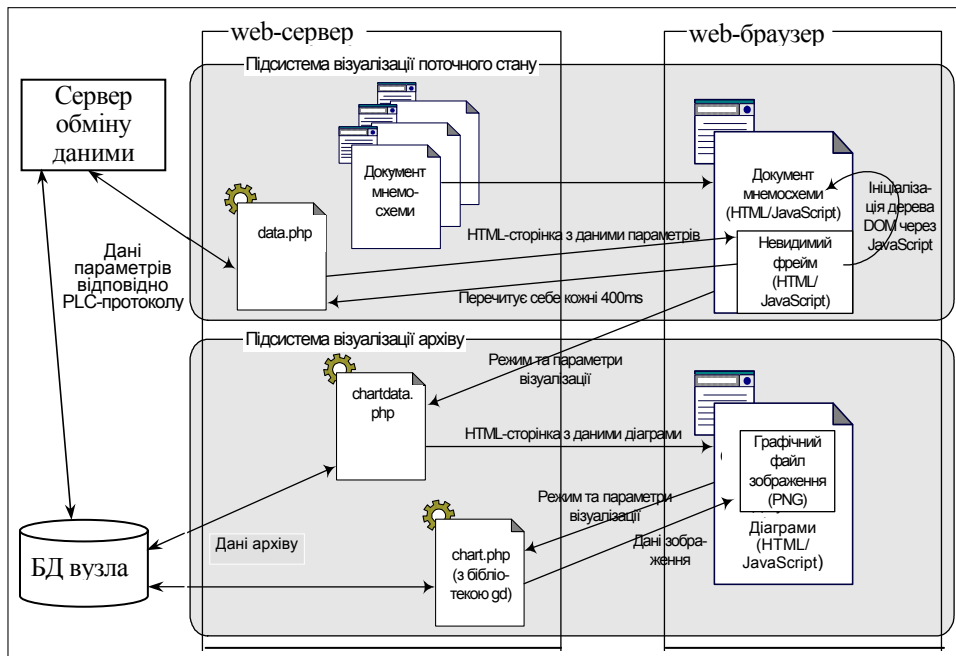 web-сервер
web-браузер
Підсистема візуалізації поточного стану
Сервер
обміну
даними
Документ
мнемо-
схеми
Документ
мнемосхеми
(HTML/JavaScript)
Ініціаліза-
ція дерева
DOM через
JavaScript
data.php
HTML-сторінка з даними параметрів
Невидимий
фрейм
(HTML/
JavaScript)
Дані
параметрів
відповідно
PLC-протоколу
Перечитує себе кожні 400ms
Підсистема візуалізації архіву
Режим та параметри
візуалізації
chartdata.
php
HTML-сторінка з даними діаграми
Графічний
файл
зображення
(PNG)
Режим та параметри
візуалізації
Діаграми
(HTML/
JavaScript)
Дані архіву
Дані зобра-
ження
БД вузла
chart.php
(з бібліо-
текою gd)